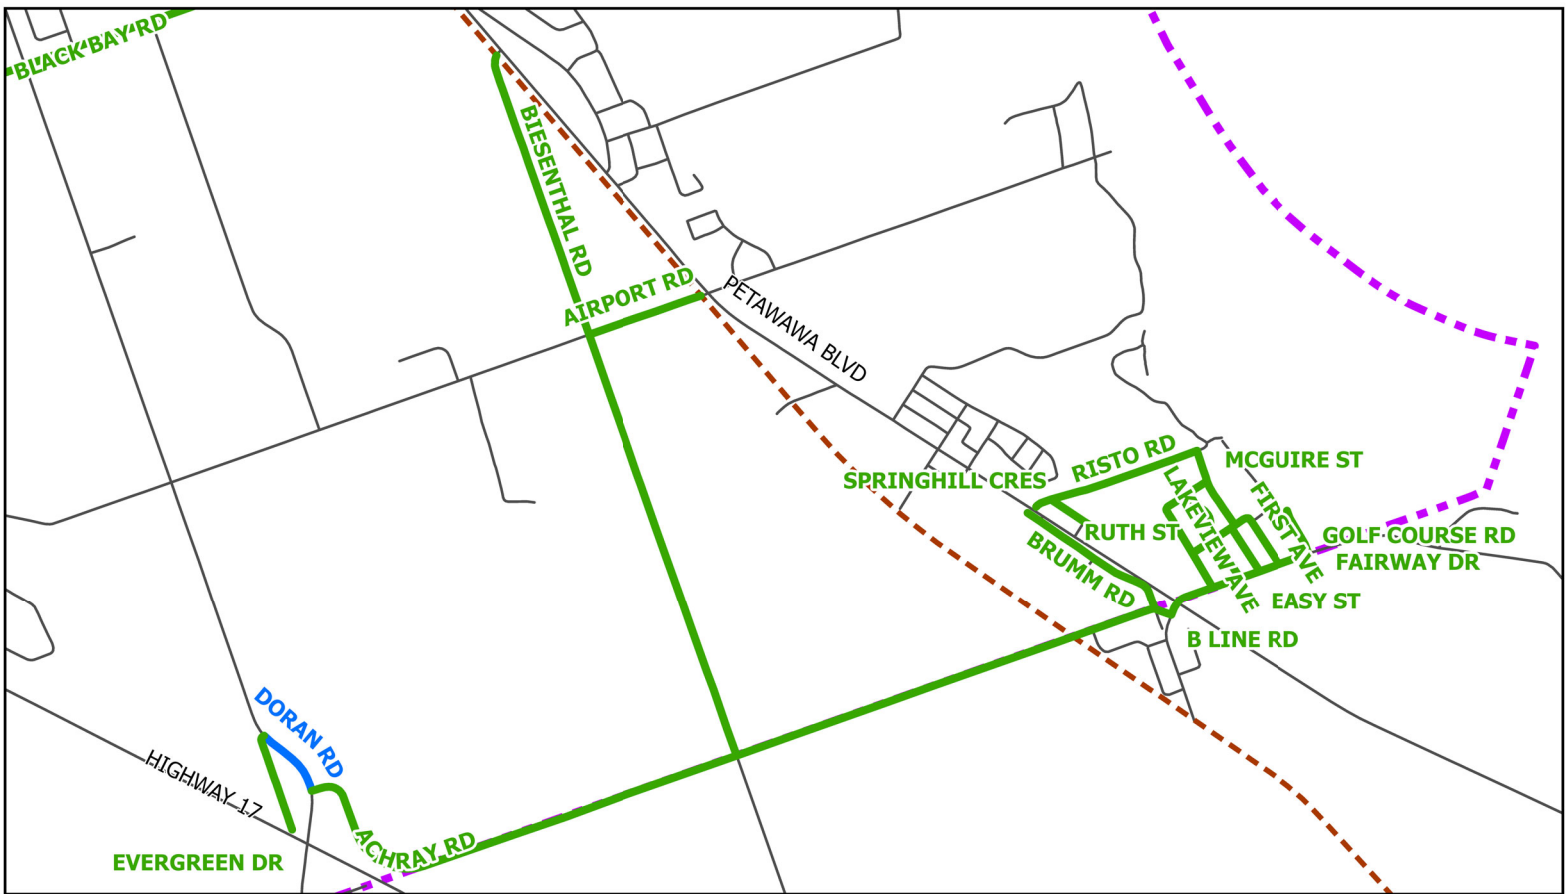 BLACK BAY RD
BIESENTHAL RD
AIRPORT RD
PETAWAWA BLVD
RISTO RD
MCGUIRE ST
SPRINGHILL CRES
LAKEVIEW AVE
FIRST AVE
RUTH ST
GOLF COURSE RD
BRUMM RD
FAIRWAY DR
EASY ST
B LINE RD
DORAN RD
HIGHWAY 17
ACHRAY RD
EVERGREEN DR